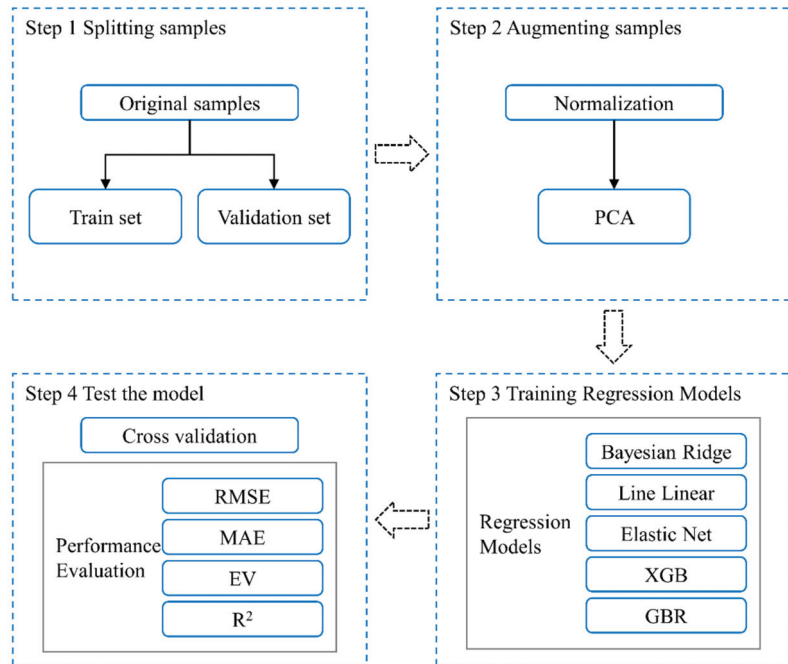 Step 1 Splitting samples
Original samples
Train set
Validation set
Step 2 Augmenting samples
Normalization
PCA
Step 3 Training Regression Models
Regression
Models
Bayesian Ridge
Line Linear
Elastic Net
XGB
GBR
Step 4 Test the model
Cross validation
Performance
Evaluation
RMSE
MAE
EV
R²